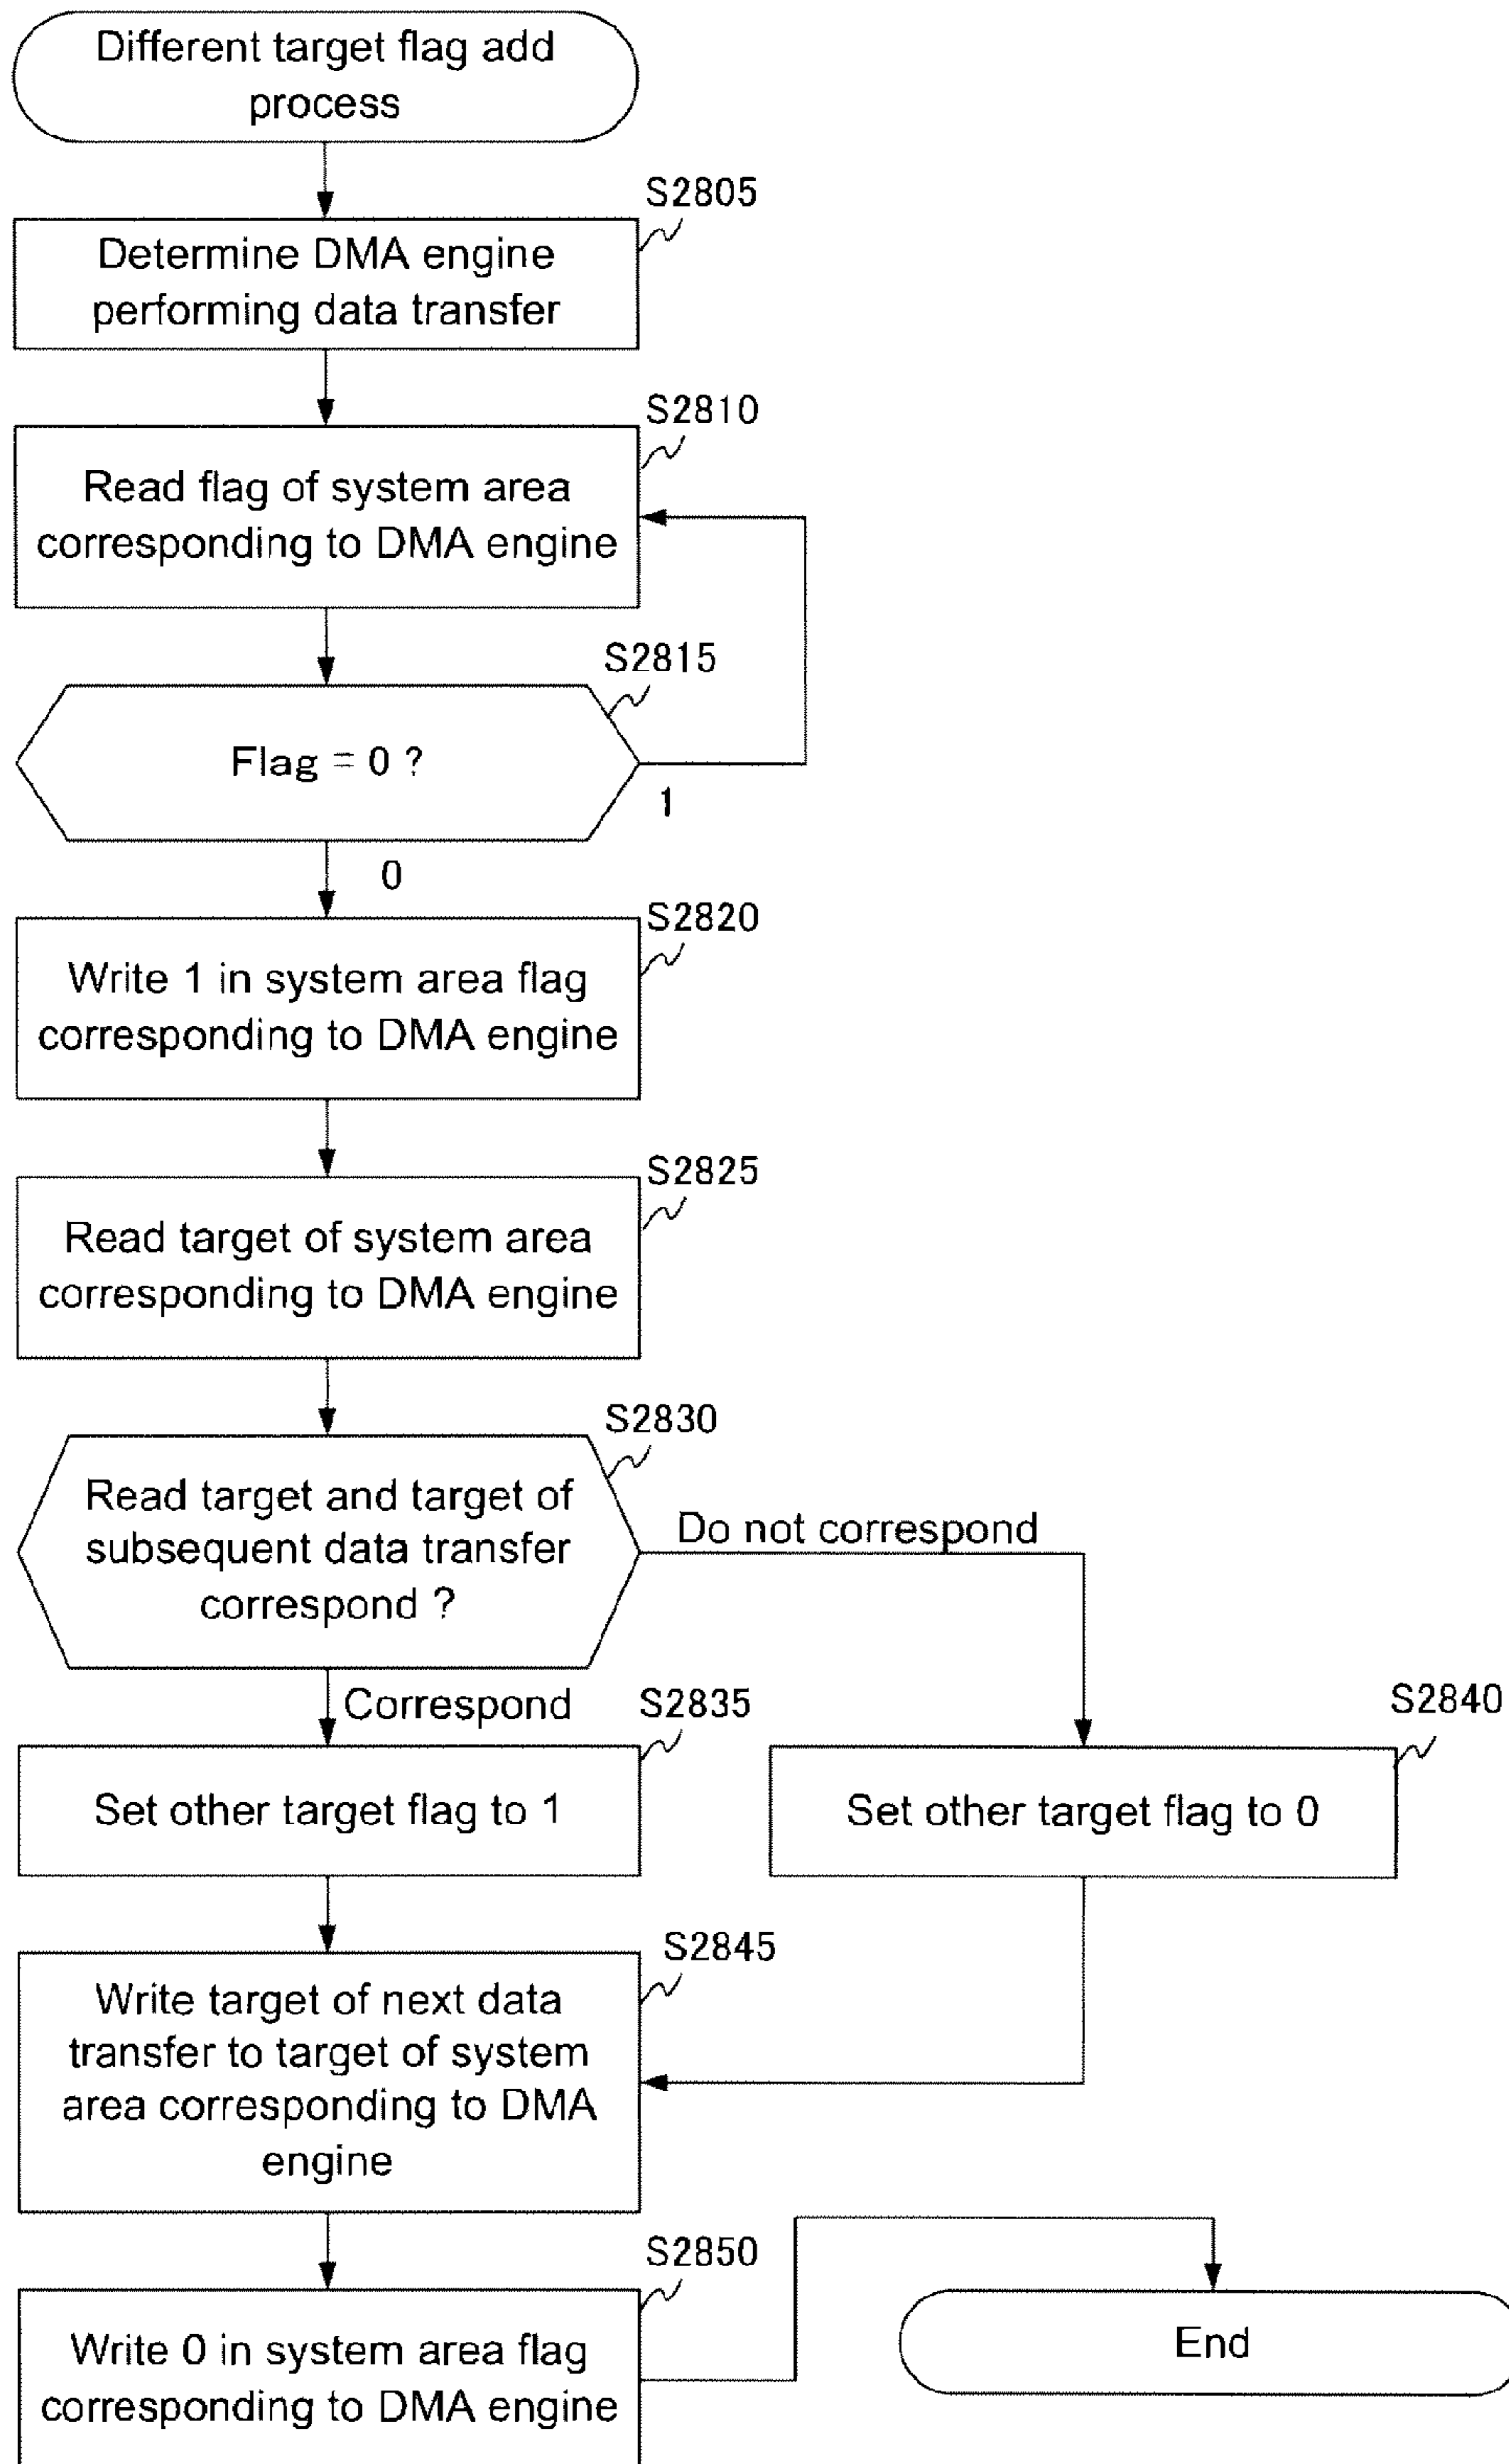 Different target flag add
process
S2805
Determine DMA engine
performing data transfer
S2810
Read flag of system area
corresponding to DMA engine
S2815
Flag = 0 ?
1
0
S2820
Write 1 in system area flag
corresponding to DMA engine
S2825
Read target of system area
corresponding to DMA engine
S2830
Read target and target of
subsequent data transfer
correspond ?
Do not correspond
Correspond
S2835
S2840
Set other target flag to 1
Set other target flag to 0
S2845
Write target of next data
transfer to target of system
area corresponding to DMA
engine
S2850
Write 0 in system area flag
corresponding to DMA engine
End